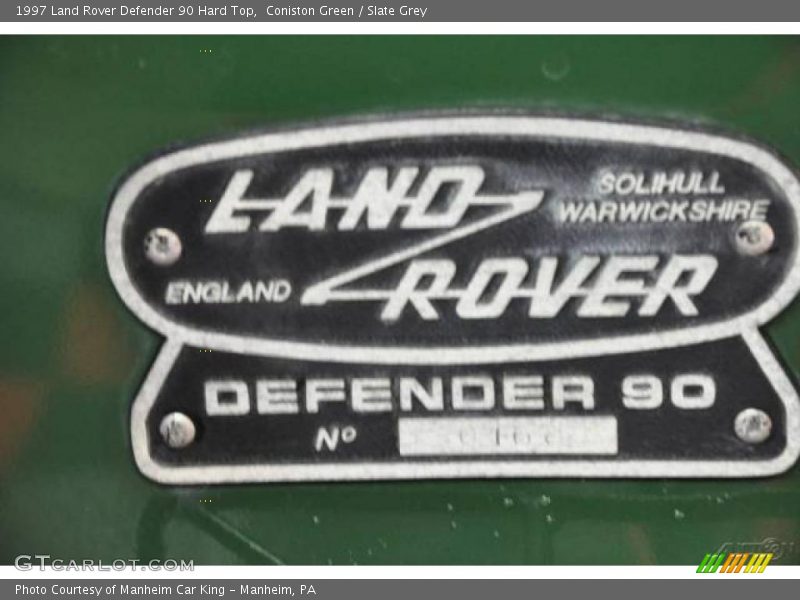 1997 Land Rover Defender 90 Hard Top, Coniston Green / Slate Grey
LAND
SOLIHULL
WARWICKSHIRE
ENGLAND
ROVER
DEFENDER 90
Nº
GTCARLOT.COM
Photo Courtesy of Manheim Car King - Manheim, PA